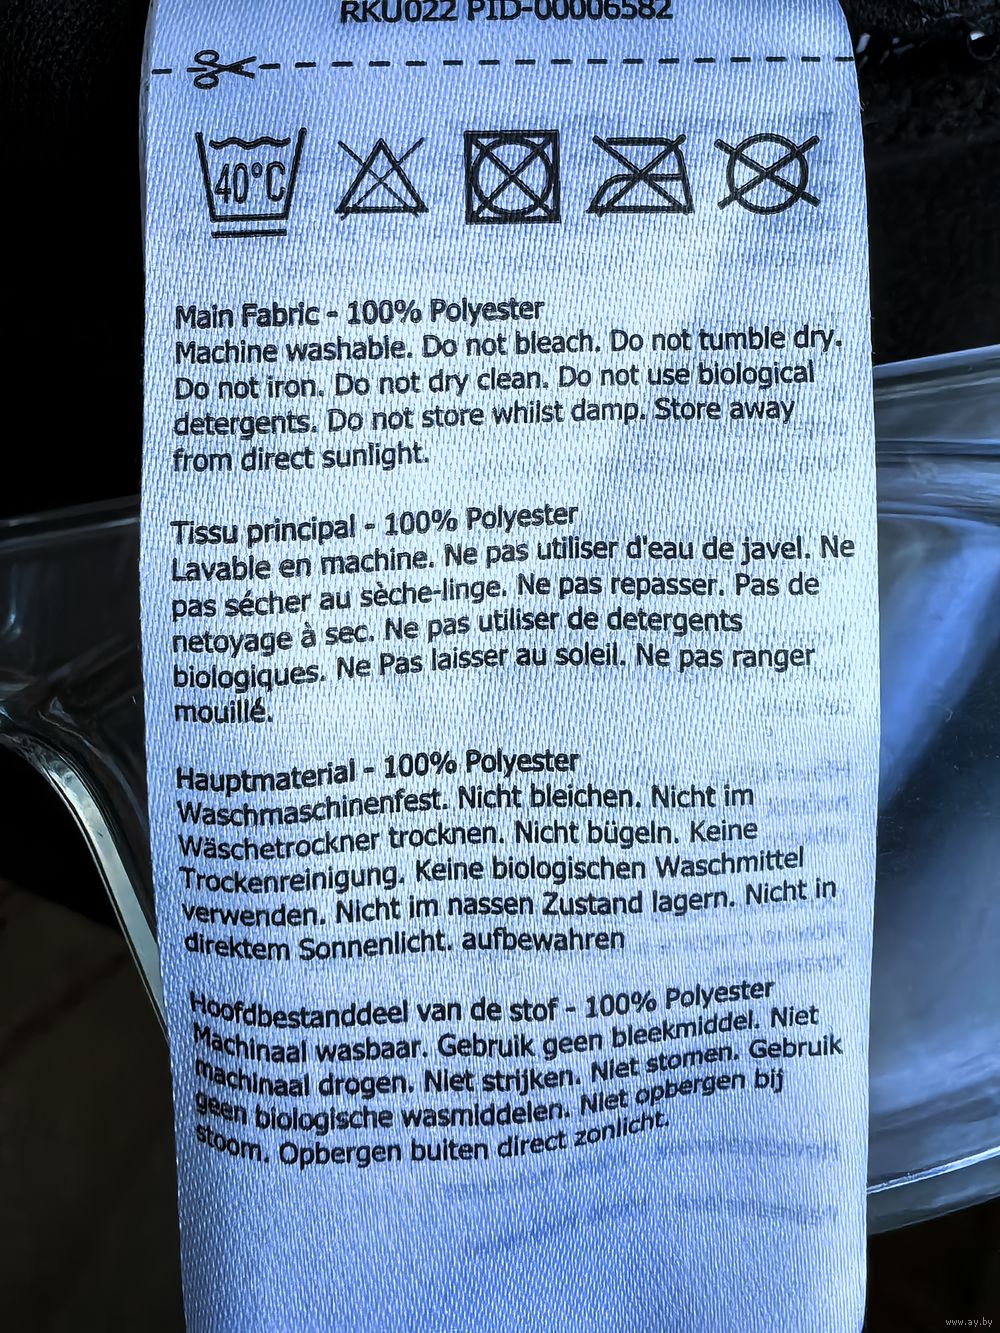 RKU022 PID-00006582
40°C
Main Fabric - 100% Polyester
Machine washable. Do not bleach. Do not tumble dry.
Do not iron. Do not dry clean. Do not use biological
detergents. Do not store whilst damp. Store away
from direct sunlight.
Tissu principal - 100% Polyester
Lavable en machine. Ne pas utiliser d'eau de javel. Ne
pas sécher au sèche-linge. Ne pas repasser. Pas de
netoyage à sec. Ne pas utiliser de detergents
biologiques. Ne Pas laisser au soleil. Ne pas ranger
mouillé.
Hauptmaterial - 100% Polyester
Waschmaschinenfest. Nicht bleichen. Nicht im
Wäschetrockner trocknen. Nicht bügeln. Keine
Trockenreinigung. Keine biologischen Waschmittel
verwenden. Nicht im nassen Zustand lagern. Nicht in
direktem Sonnenlicht. aufbewahren
Hoofdbestanddeel van de stof - 100% Polyester
Machinaal wasbaar. Gebruik geen bleekmiddel. Niet
machinaal drogen. Niet strijken. Niet stomen. Gebruik
geen biologische wasmiddelen. Niet opbergen bij
stoom. Opbergen buiten direct zonlicht.
www.ay.by